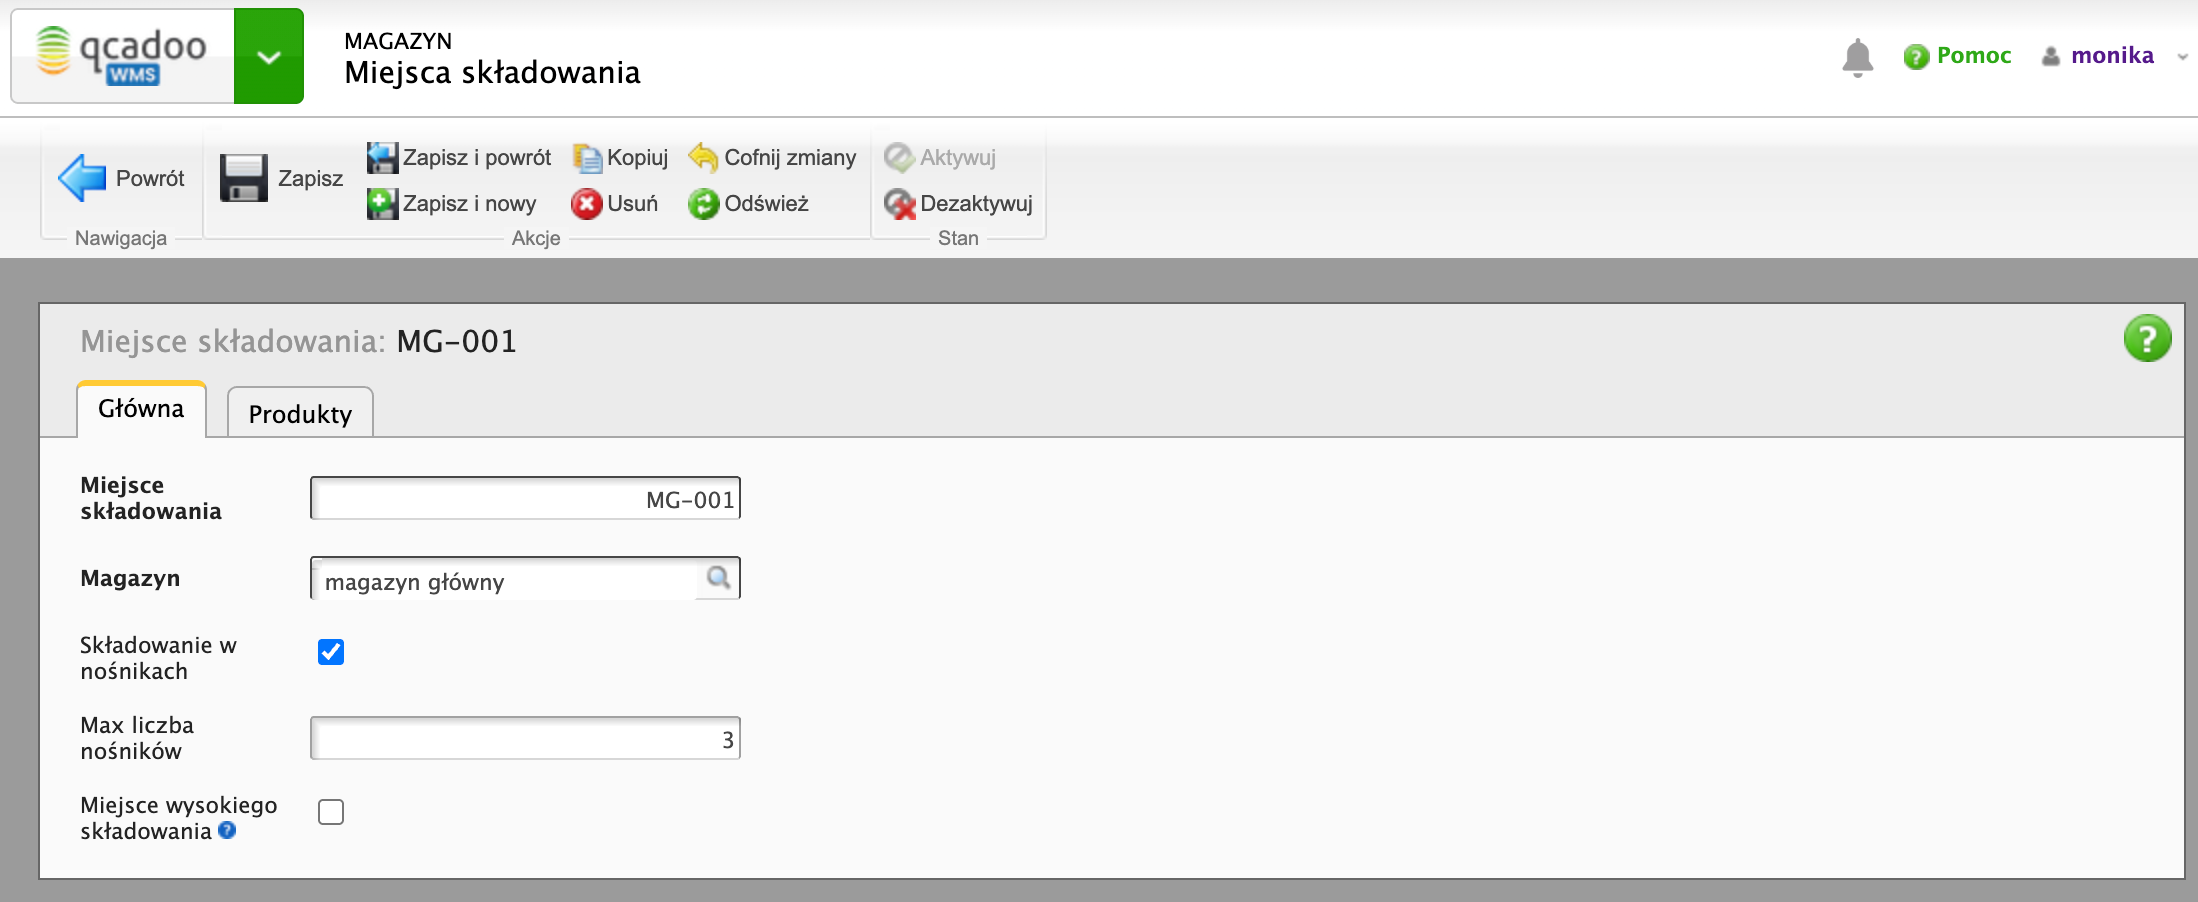 qcadoo
WMS
MAGAZYN
Miejsca składowania
Pomoc
monika
Powrót
Zapisz
Zapisz i powrót
Kopiuj
Cofnij zmiany
Aktywuj
Zapisz i nowy
Usuń
Odśwież
Dezaktywuj
Nawigacja
Akcje
Stan
Miejsce składowania: MG-001
Główna
Produkty
Miejsce
składowania
MG-001
Magazyn
magazyn główny
Składowanie w
nośnikach
Max liczba
nośników
3
Miejsce wysokiego
składowania